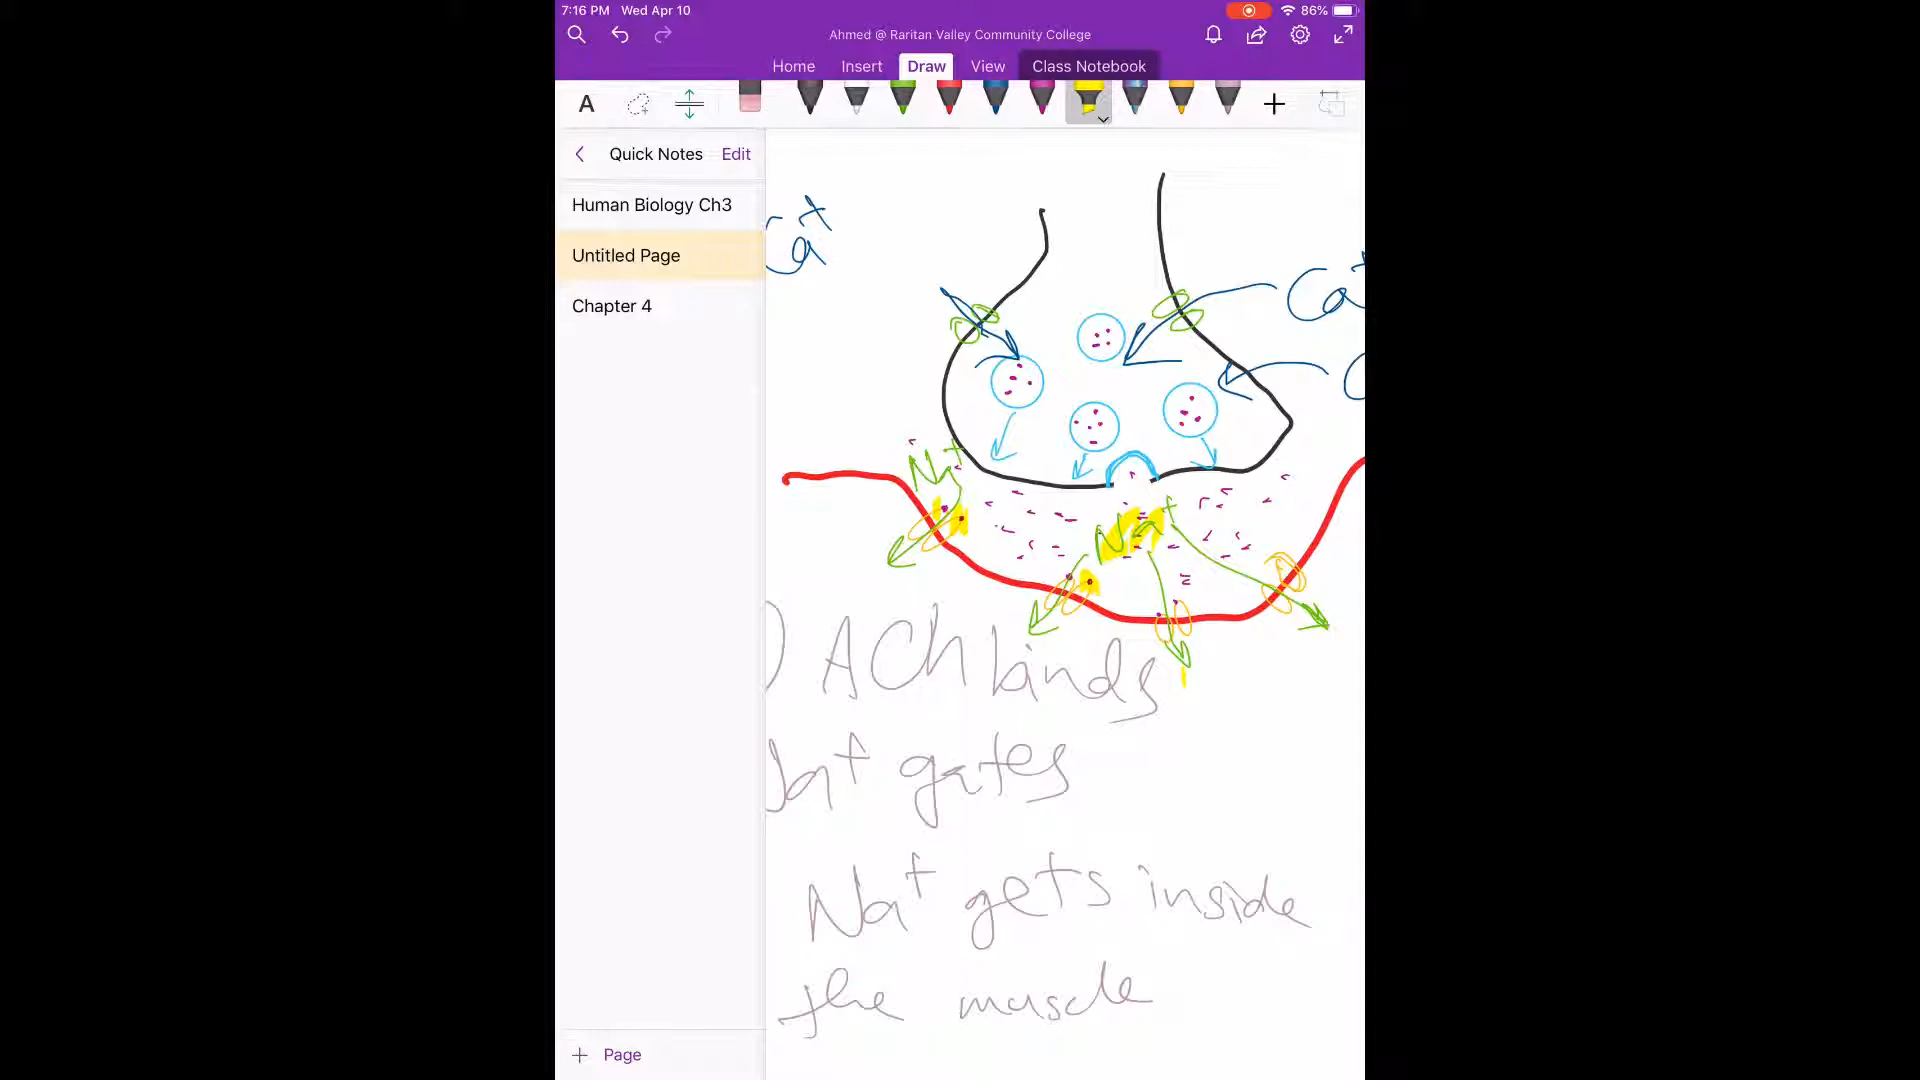 7:16 PM Wed Apr 10
86%
Ahmed @ Raritan Valley Community College
Home Insert Draw View Class Notebook
A
Quick Notes Edit
Human Biology Ch3
Untitled Page
Chapter 4
Ca+
Ca+
Na+
Na+
) ACh binds
Na+ gates
Na+ gets inside
the muscle
+ Page